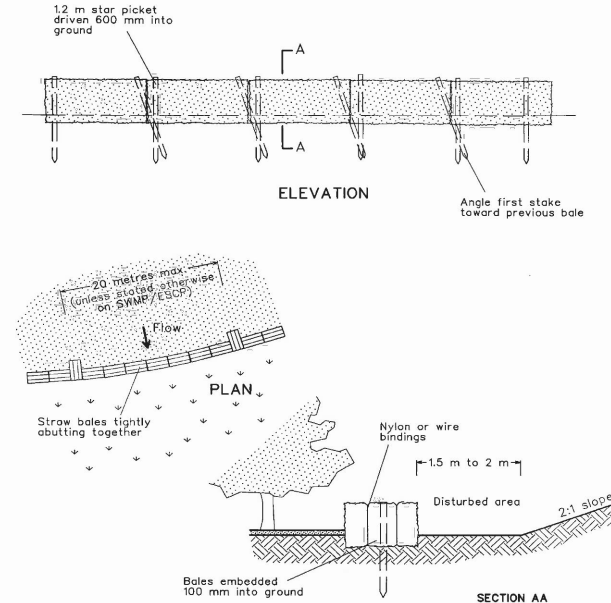 1.2 m star picket
driven 600 mm into
ground
A
A
ELEVATION
Angle first stake
toward previous bale
20 metres max.
(unless stated otherwise
on SWMP/ESCP)
Flow
PLAN
Straw bales tightly
abutting together
Nylon or wire
bindings
1.5 m to 2 m
Disturbed area
2:1 slope
Bales embedded
100 mm into ground
SECTION AA